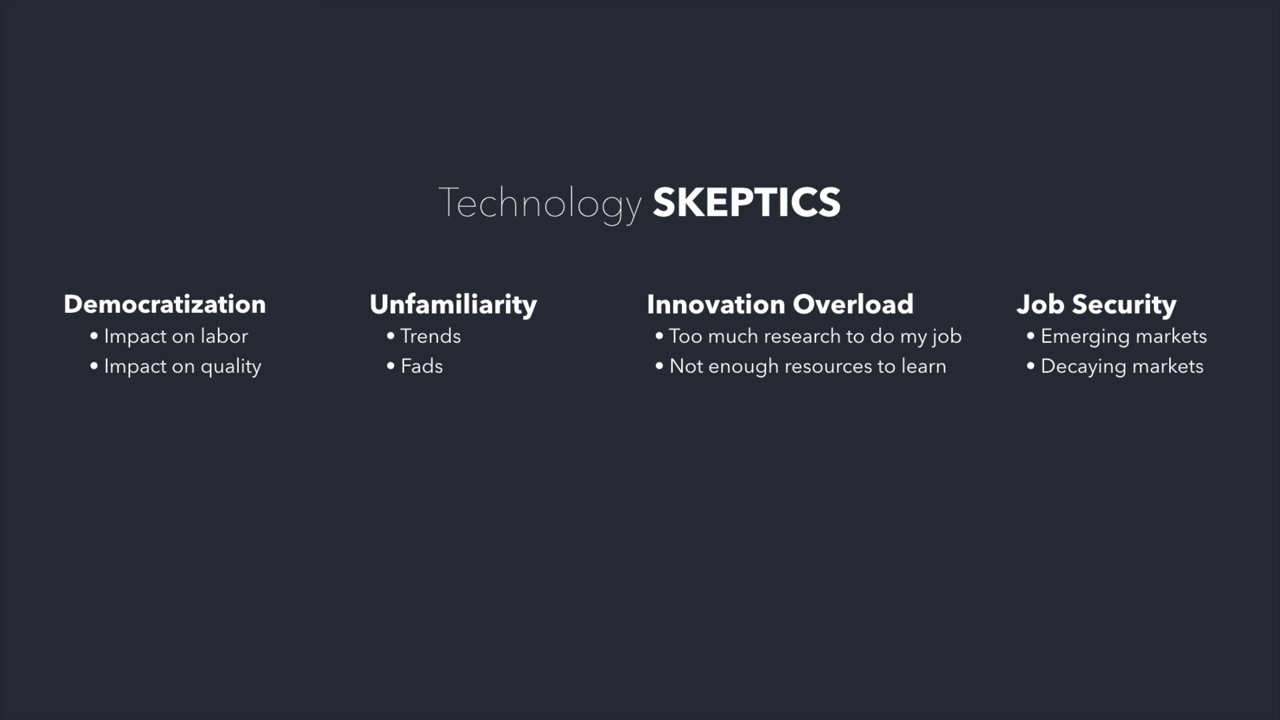 Technology SKEPTICS
Democratization
• Impact on labor
• Impact on quality
Unfamiliarity
• Trends
• Fads
Innovation Overload
• Too much research to do my job
• Not enough resources to learn
Job Security
• Emerging markets
• Decaying markets